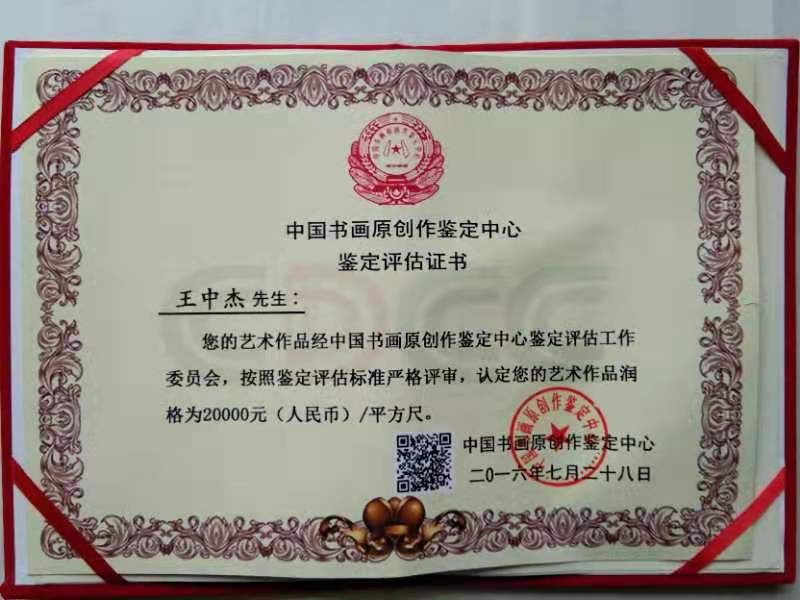 中国书画原创作鉴定中心
鉴定评估证书
王中杰 先生：
您的艺术作品经中国书画原创作鉴定中心鉴定评估工作
委员会，按照鉴定评估标准严格评审，认定您的艺术作品润
格为20000元（人民币）/平方尺。
中国书画原创作鉴定中心
二0一六年七月二十八日